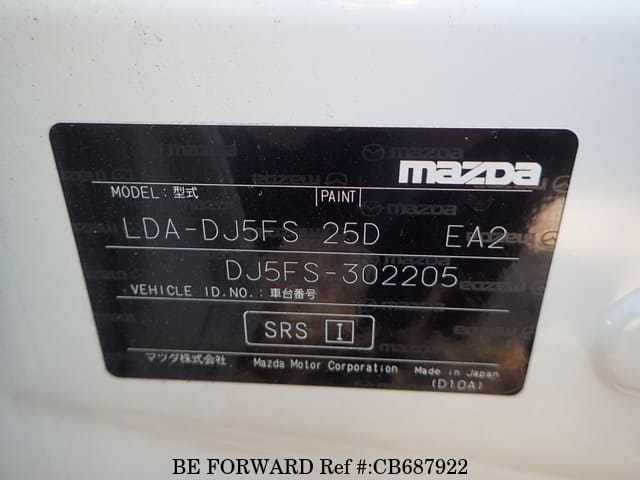 mazda
MODEL: 型式 PAINT
LDA-DJ5FS 25D EA2
DJ5FS-302205
VEHICLE ID.NO.: 車台番号
SRS I
マツダ株式会社 Mazda Motor Corporation Made in Japan
(D10A)
BE FORWARD Ref #:CB687922